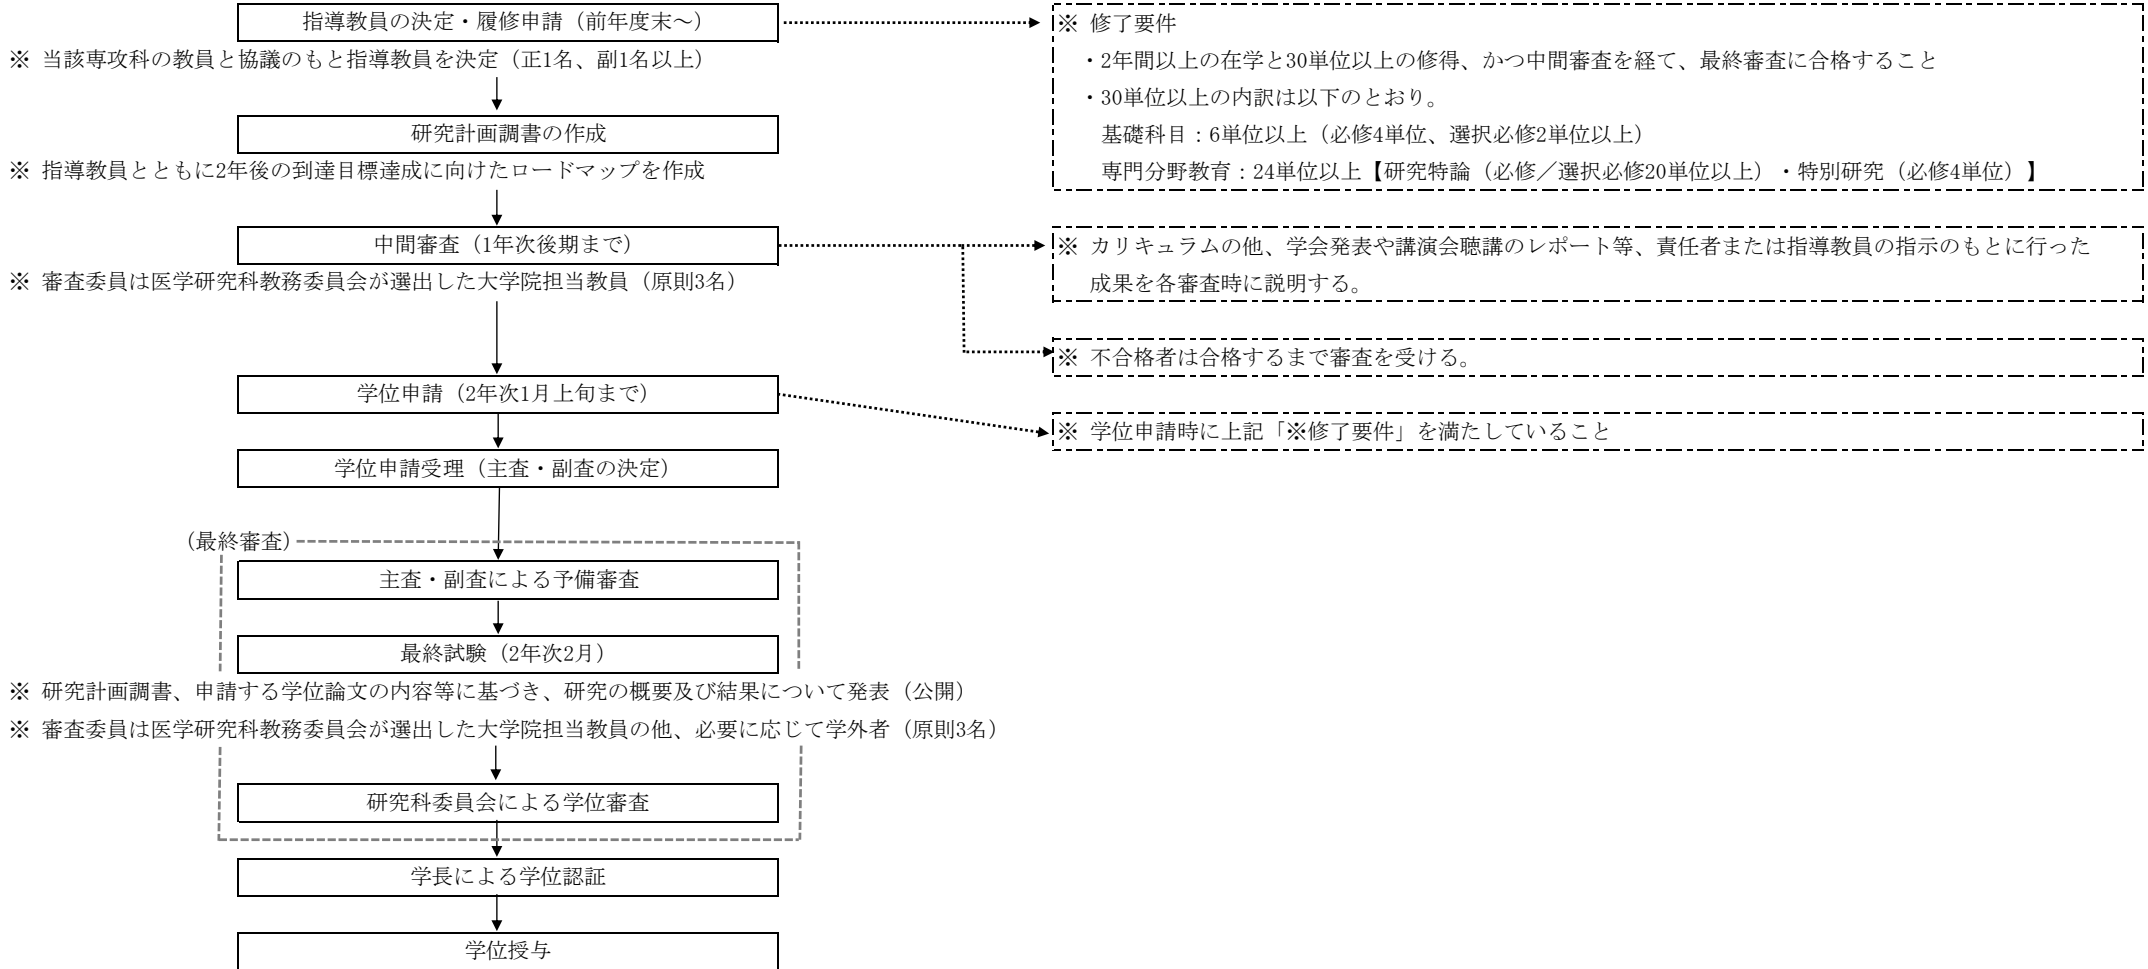 指導教員の決定・履修申請（前年度末～）
※ 当該専攻科の教員と協議のもと指導教員を決定（正1名、副1名以上）
研究計画調書の作成
※ 指導教員とともに2年後の到達目標達成に向けたロードマップを作成
中間審査（1年次後期まで）
※ 審査委員は医学研究科教務委員会が選出した大学院担当教員（原則3名）
学位申請（2年次1月上旬まで）
学位申請受理（主査・副査の決定）
（最終審査）
主査・副査による予備審査
最終試験（2年次2月）
※ 研究計画調書、申請する学位論文の内容等に基づき、研究の概要及び結果について発表（公開）
※ 審査委員は医学研究科教務委員会が選出した大学院担当教員の他、必要に応じて学外者（原則3名）
研究科委員会による学位審査
学長による学位認証
学位授与
※ 修了要件
・2年間以上の在学と30単位以上の修得、かつ中間審査を経て、最終審査に合格すること
・30単位以上の内訳は以下のとおり。
基礎科目：6単位以上（必修4単位、選択必修2単位以上）
専門分野教育：24単位以上【研究特論（必修／選択必修20単位以上）・特別研究（必修4単位）】
※ カリキュラムの他、学会発表や講演会聴講のレポート等、責任者または指導教員の指示のもとに行った
成果を各審査時に説明する。
※ 不合格者は合格するまで審査を受ける。
※ 学位申請時に上記「※修了要件」を満たしていること